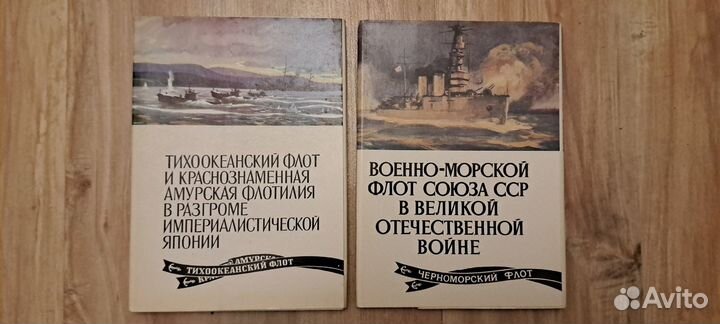 ТИХООКЕАНСКИЙ ФЛОТ
И КРАСНОЗНАМЕННАЯ
АМУРСКАЯ ФЛОТИЛИЯ
В РАЗГРОМЕ
ИМПЕРИАЛИСТИЧЕСКОЙ
ЯПОНИИ
АМУРСК
ТИХООКЕАНСКИЙ ФЛОТ
ВОЕННО-МОРСКОЙ
ФЛОТ СОЮЗА ССР
В ВЕЛИКОЙ
ОТЕЧЕСТВЕННОЙ
ВОЙНЕ
ЧЕРНОМОРСКИЙ ФЛОТ
Avito